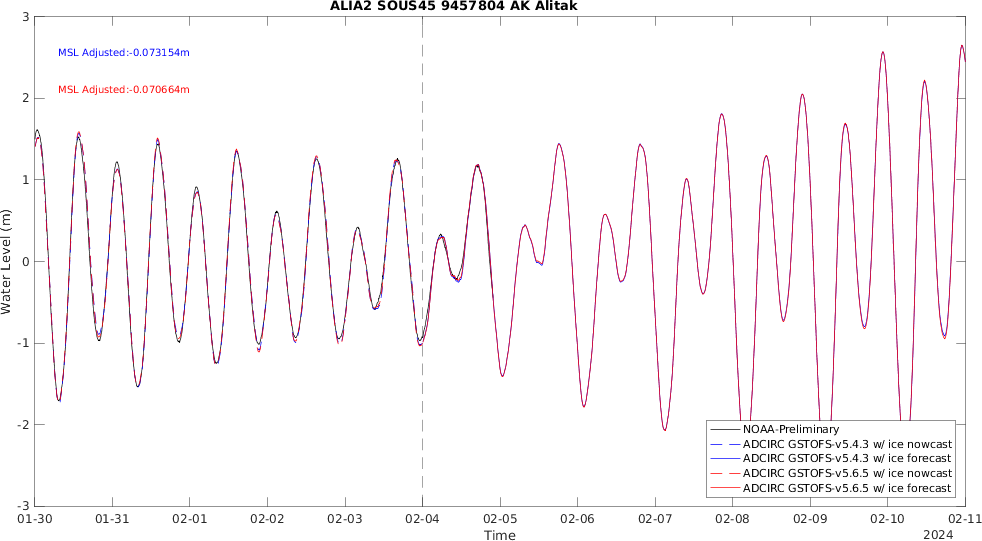 ALIA2 SOUS45 9457804 AK Alitak
MSL Adjusted:-0.073154m
MSL Adjusted:-0.070664m
Water Level (m)
3
2
1
0
-1
-2
-3
NOAA-Preliminary
ADCIRC GSTOFS-v5.4.3 w/ ice nowcast
ADCIRC GSTOFS-v5.4.3 w/ ice forecast
ADCIRC GSTOFS-v5.6.5 w/ ice nowcast
ADCIRC GSTOFS-v5.6.5 w/ ice forecast
01-30 01-31 02-01 02-02 02-03 02-04 02-05 02-06 02-07 02-08 02-09 02-10 02-11
Time
2024